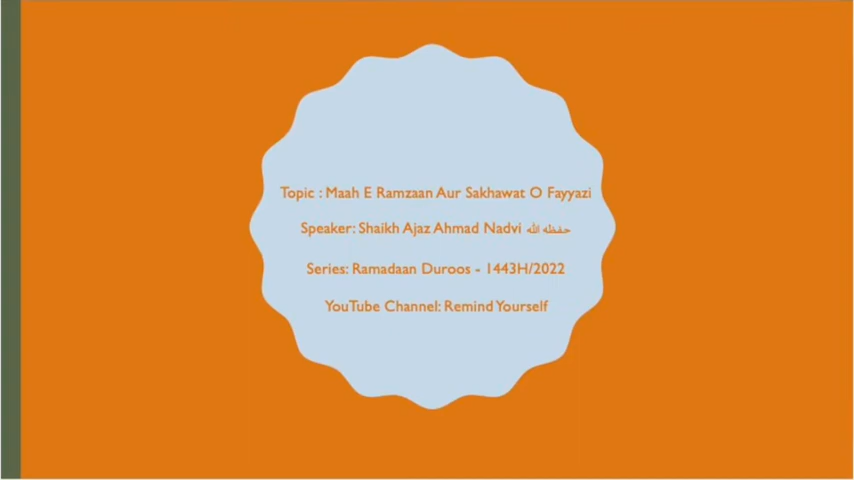 Topic : Maah E Ramzaan Aur Sakhawat O Fayyazi
Speaker: Shaikh Ajaz Ahmad Nadvi حفظه الله
Series: Ramadaan Duroos - 1443H/2022
YouTube Channel: Remind Yourself